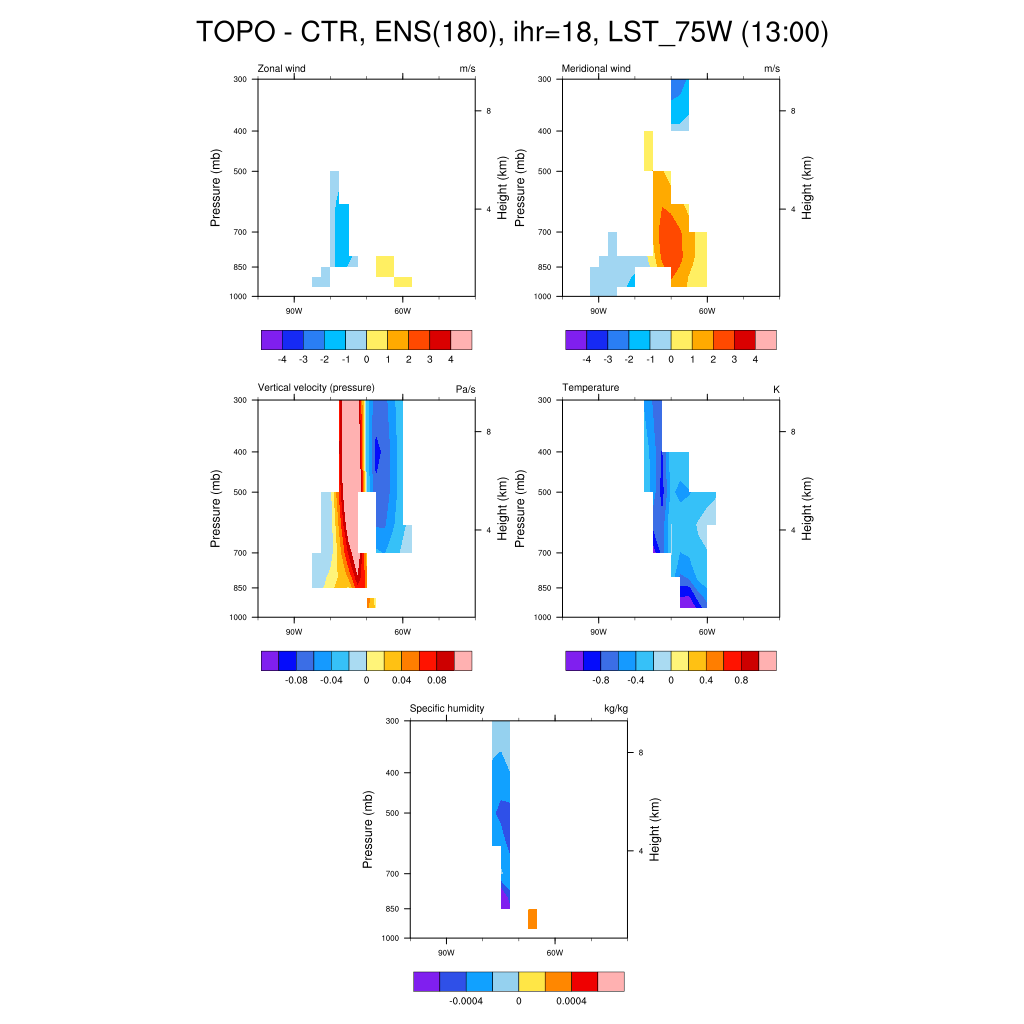 TOPO - CTR, ENS(180), ihr=18, LST_75W (13:00)
Zonal wind m/s
Pressure (mb)
300
400
500
700
850
1000
90W 60W
8
4
Height (km)
-4 -3 -2 -1 0 1 2 3 4
Meridional wind m/s
Pressure (mb)
300
400
500
700
850
1000
90W 60W
8
4
Height (km)
-4 -3 -2 -1 0 1 2 3 4
Vertical velocity (pressure) Pa/s
Pressure (mb)
300
400
500
700
850
1000
90W 60W
8
4
Height (km)
-0.08 -0.04 0 0.04 0.08
Temperature K
Pressure (mb)
300
400
500
700
850
1000
90W 60W
8
4
Height (km)
-0.8 -0.4 0 0.4 0.8
Specific humidity kg/kg
Pressure (mb)
300
400
500
700
850
1000
90W 60W
8
4
Height (km)
-0.0004 0 0.0004